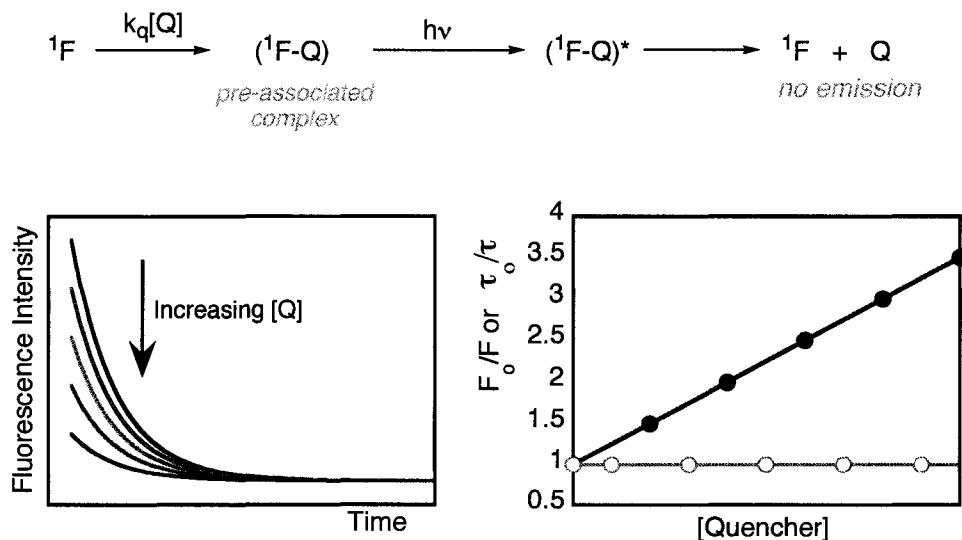 k_q[Q]
hν
¹F
(¹F-Q)
(¹F-Q)*
¹F + Q
pre-associated
complex
no emission
Fluorescence Intensity
Increasing [Q]
Time
F_o/F or τ_o/τ
4
3.5
3
2.5
2
1.5
1
0.5
[Quencher]